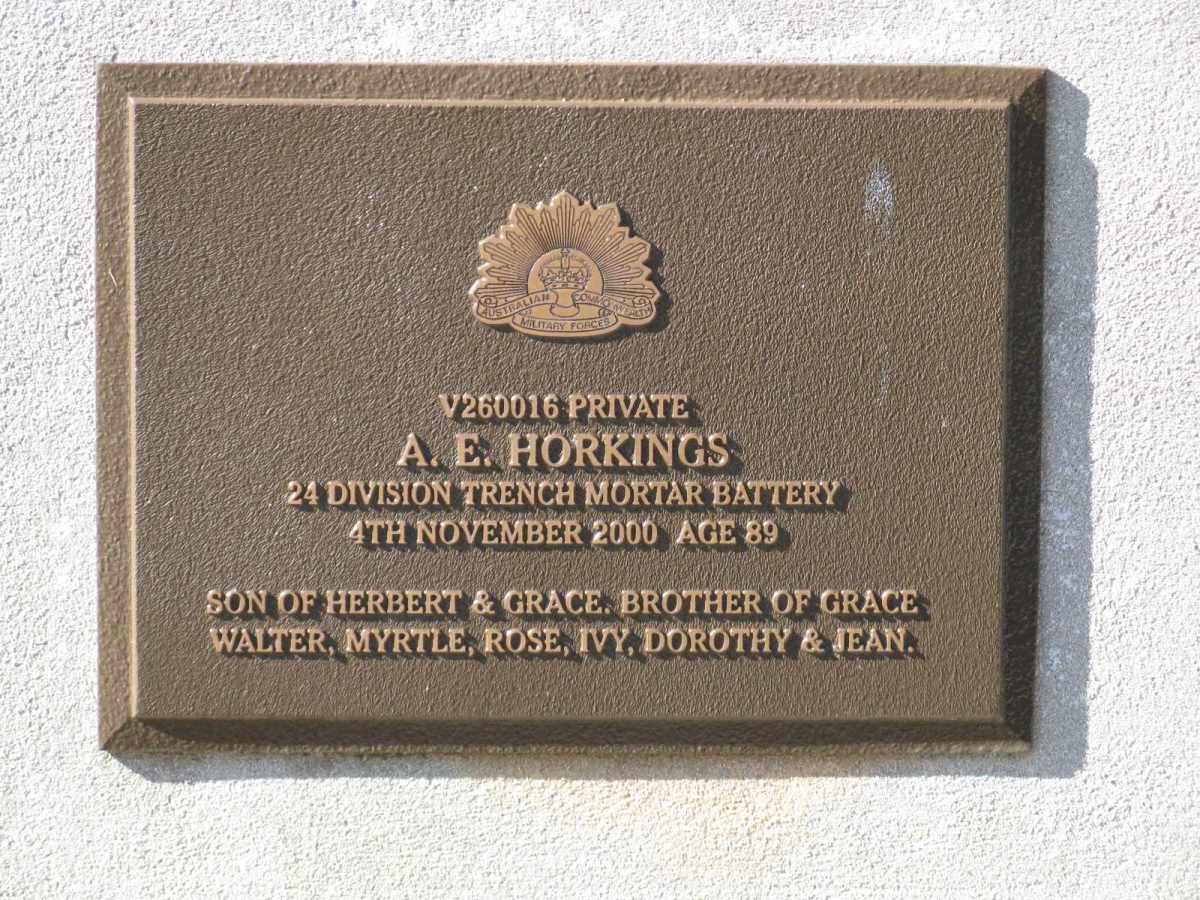 AUSTRALIAN COMMONWEALTH
MILITARY FORCES
V260016 PRIVATE
A. E. HORKINGS
24 DIVISION TRENCH MORTAR BATTERY
4TH NOVEMBER 2000 AGE 89
SON OF HERBERT & GRACE. BROTHER OF GRACE
WALTER, MYRTLE, ROSE, IVY, DOROTHY & JEAN.